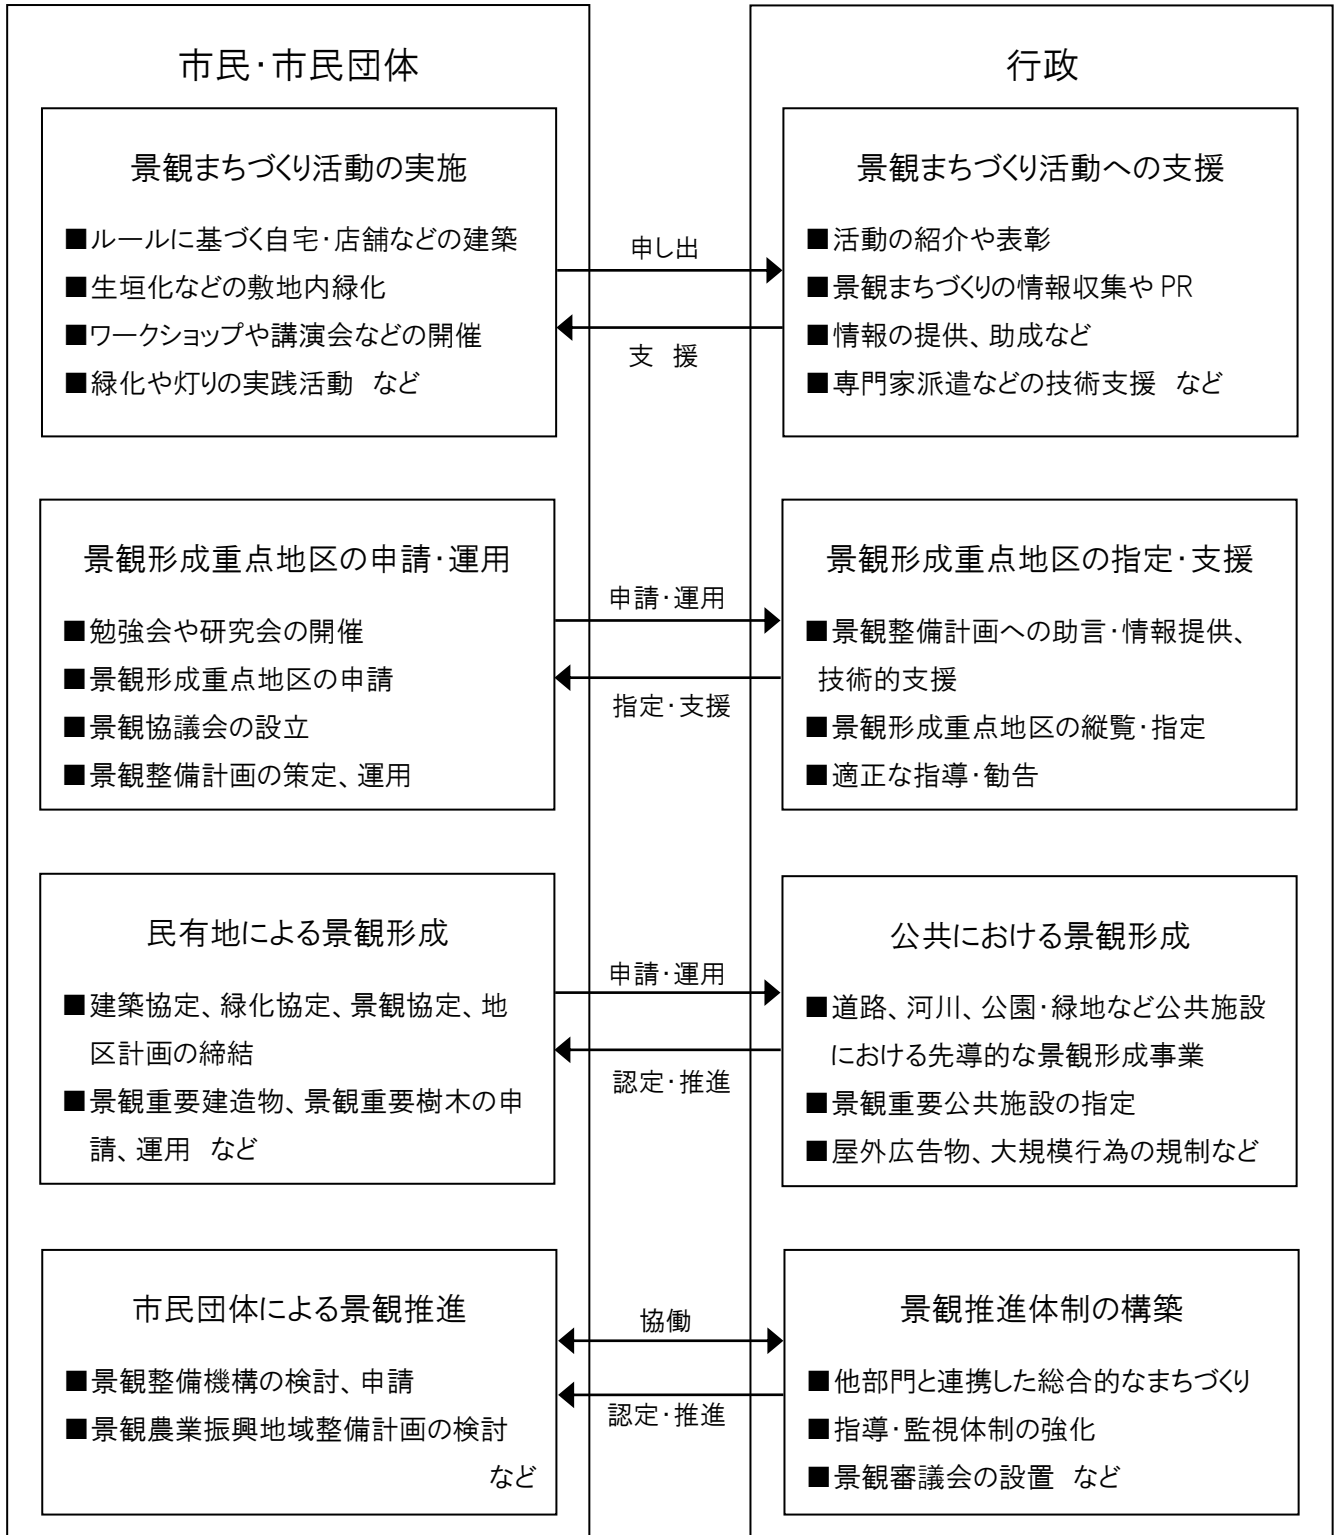 市民・市民団体
景観まちづくり活動の実施
■ルールに基づく自宅・店舗などの建築
■生垣化などの敷地内緑化
■ワークショップや講演会などの開催
■緑化や灯りの実践活動　など
申し出
支　援
行政
景観まちづくり活動への支援
■活動の紹介や表彰
■景観まちづくりの情報収集や PR
■情報の提供、助成など
■専門家派遣などの技術支援　など
景観形成重点地区の申請・運用
■勉強会や研究会の開催
■景観形成重点地区の申請
■景観協議会の設立
■景観整備計画の策定、運用
申請・運用
指定・支援
景観形成重点地区の指定・支援
■景観整備計画への助言・情報提供、
技術的支援
■景観形成重点地区の縦覧・指定
■適正な指導・勧告
民有地による景観形成
■建築協定、緑化協定、景観協定、地
区計画の締結
■景観重要建造物、景観重要樹木の申
請、運用　など
申請・運用
認定・推進
公共における景観形成
■道路、河川、公園・緑地など公共施設
における先導的な景観形成事業
■景観重要公共施設の指定
■屋外広告物、大規模行為の規制など
市民団体による景観推進
■景観整備機構の検討、申請
■景観農業振興地域整備計画の検討
など
協働
認定・推進
景観推進体制の構築
■他部門と連携した総合的なまちづくり
■指導・監視体制の強化
■景観審議会の設置　など